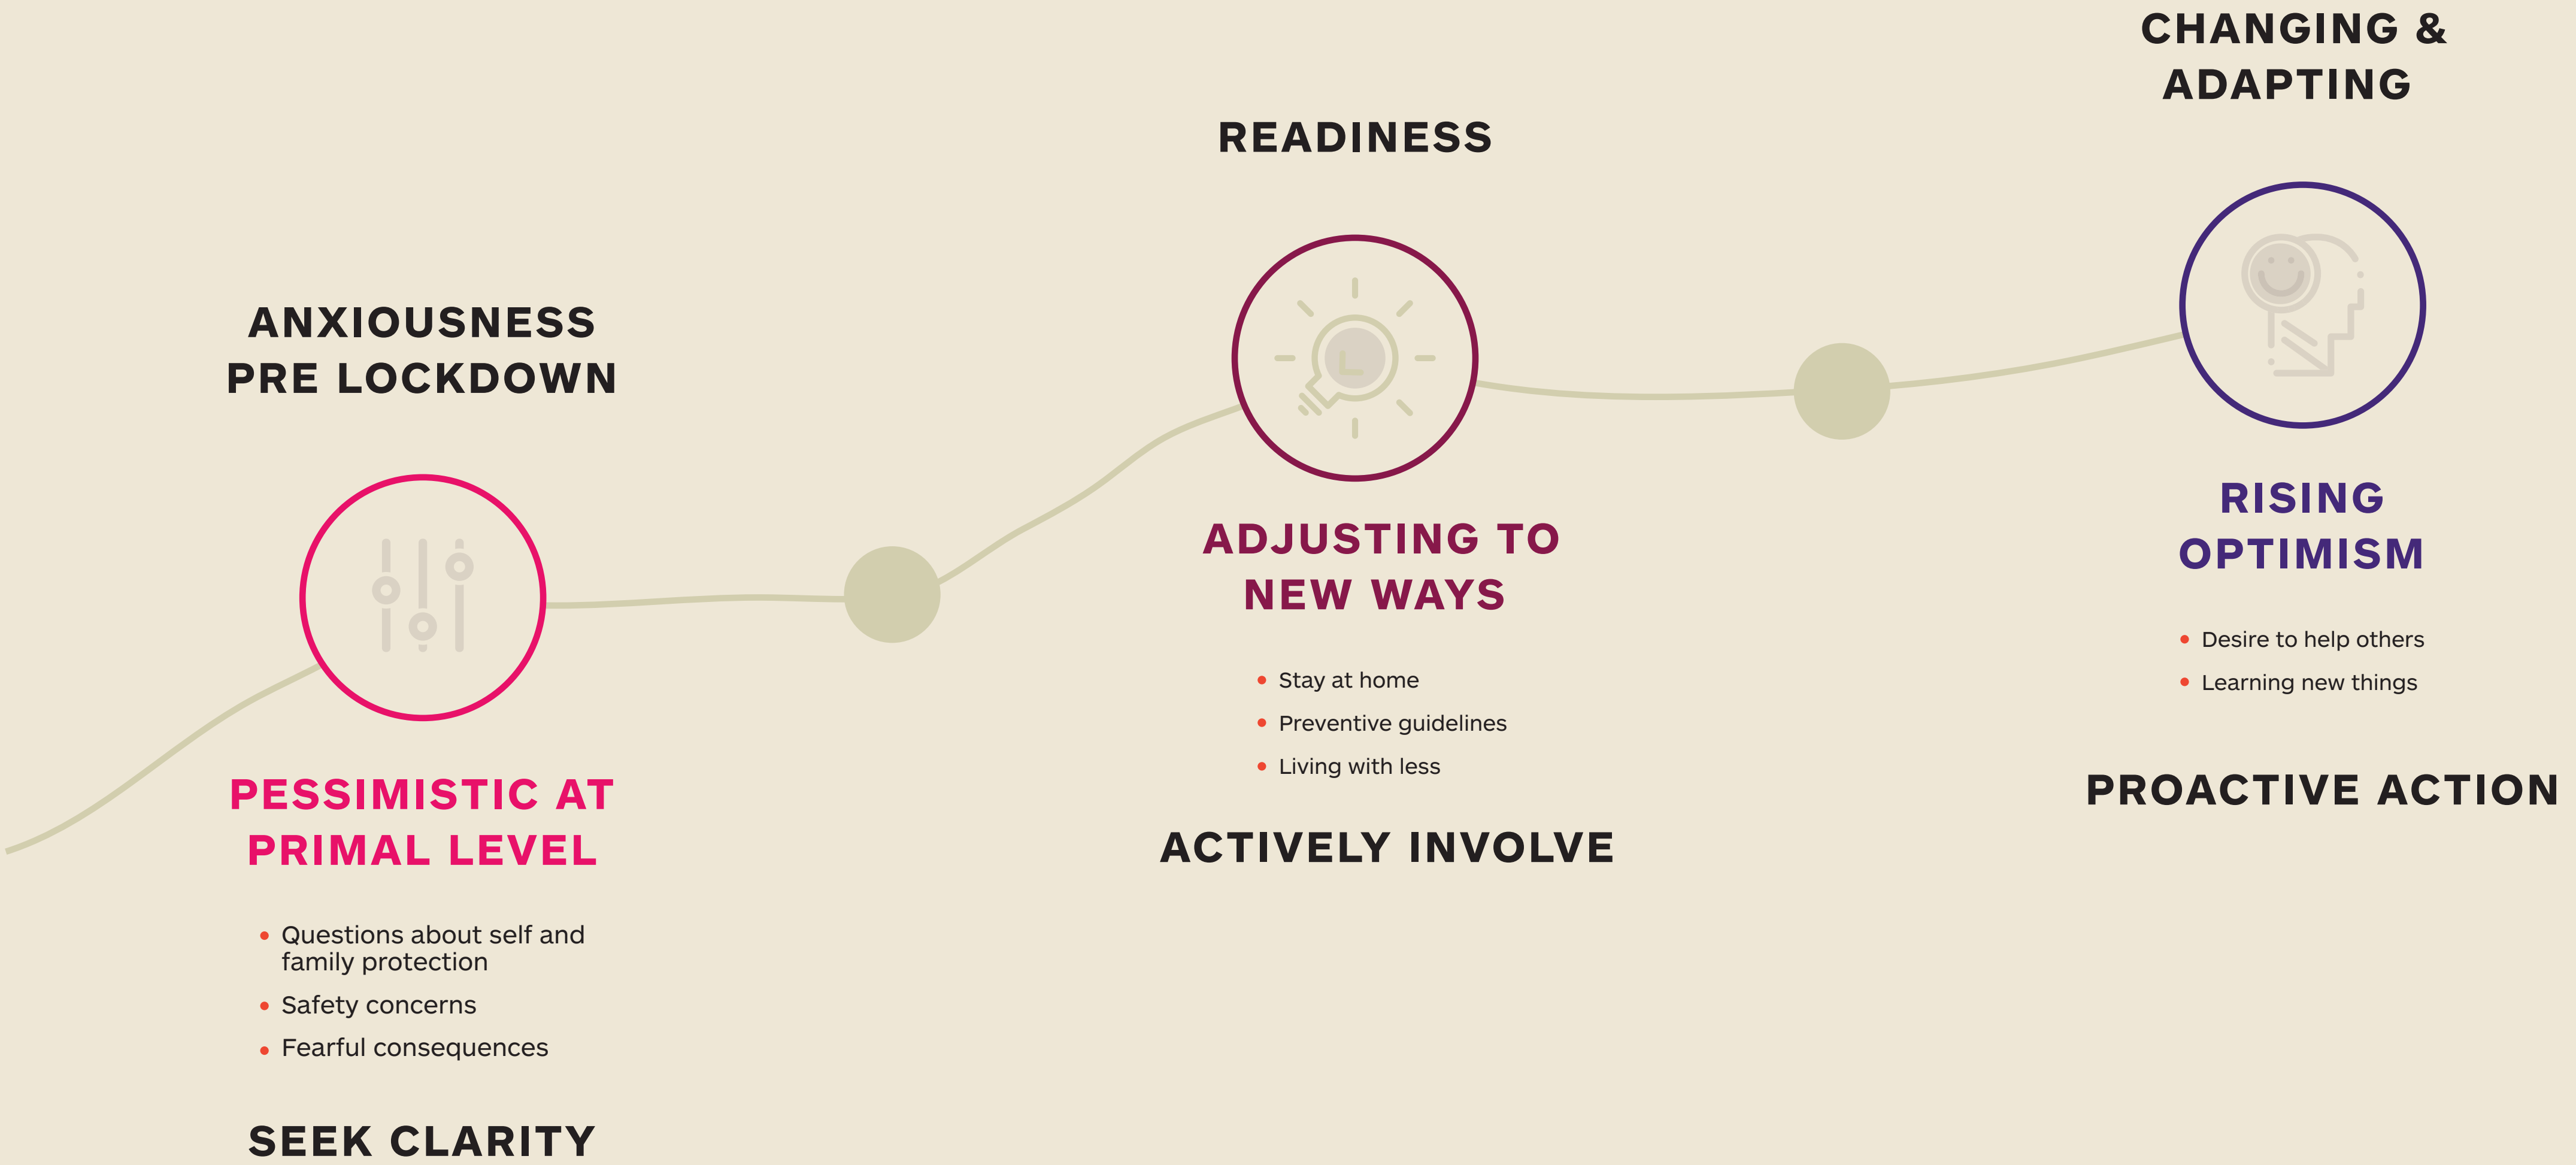 ANXIOUSNESS
PRE LOCKDOWN
PESSIMISTIC AT
PRIMAL LEVEL
Questions about self and
family protection
Safety concerns
Fearful consequences
SEEK CLARITY
READINESS
ADJUSTING TO
NEW WAYS
Stay at home
Preventive guidelines
Living with less
ACTIVELY INVOLVE
CHANGING &
ADAPTING
RISING
OPTIMISM
Desire to help others
Learning new things
PROACTIVE ACTION